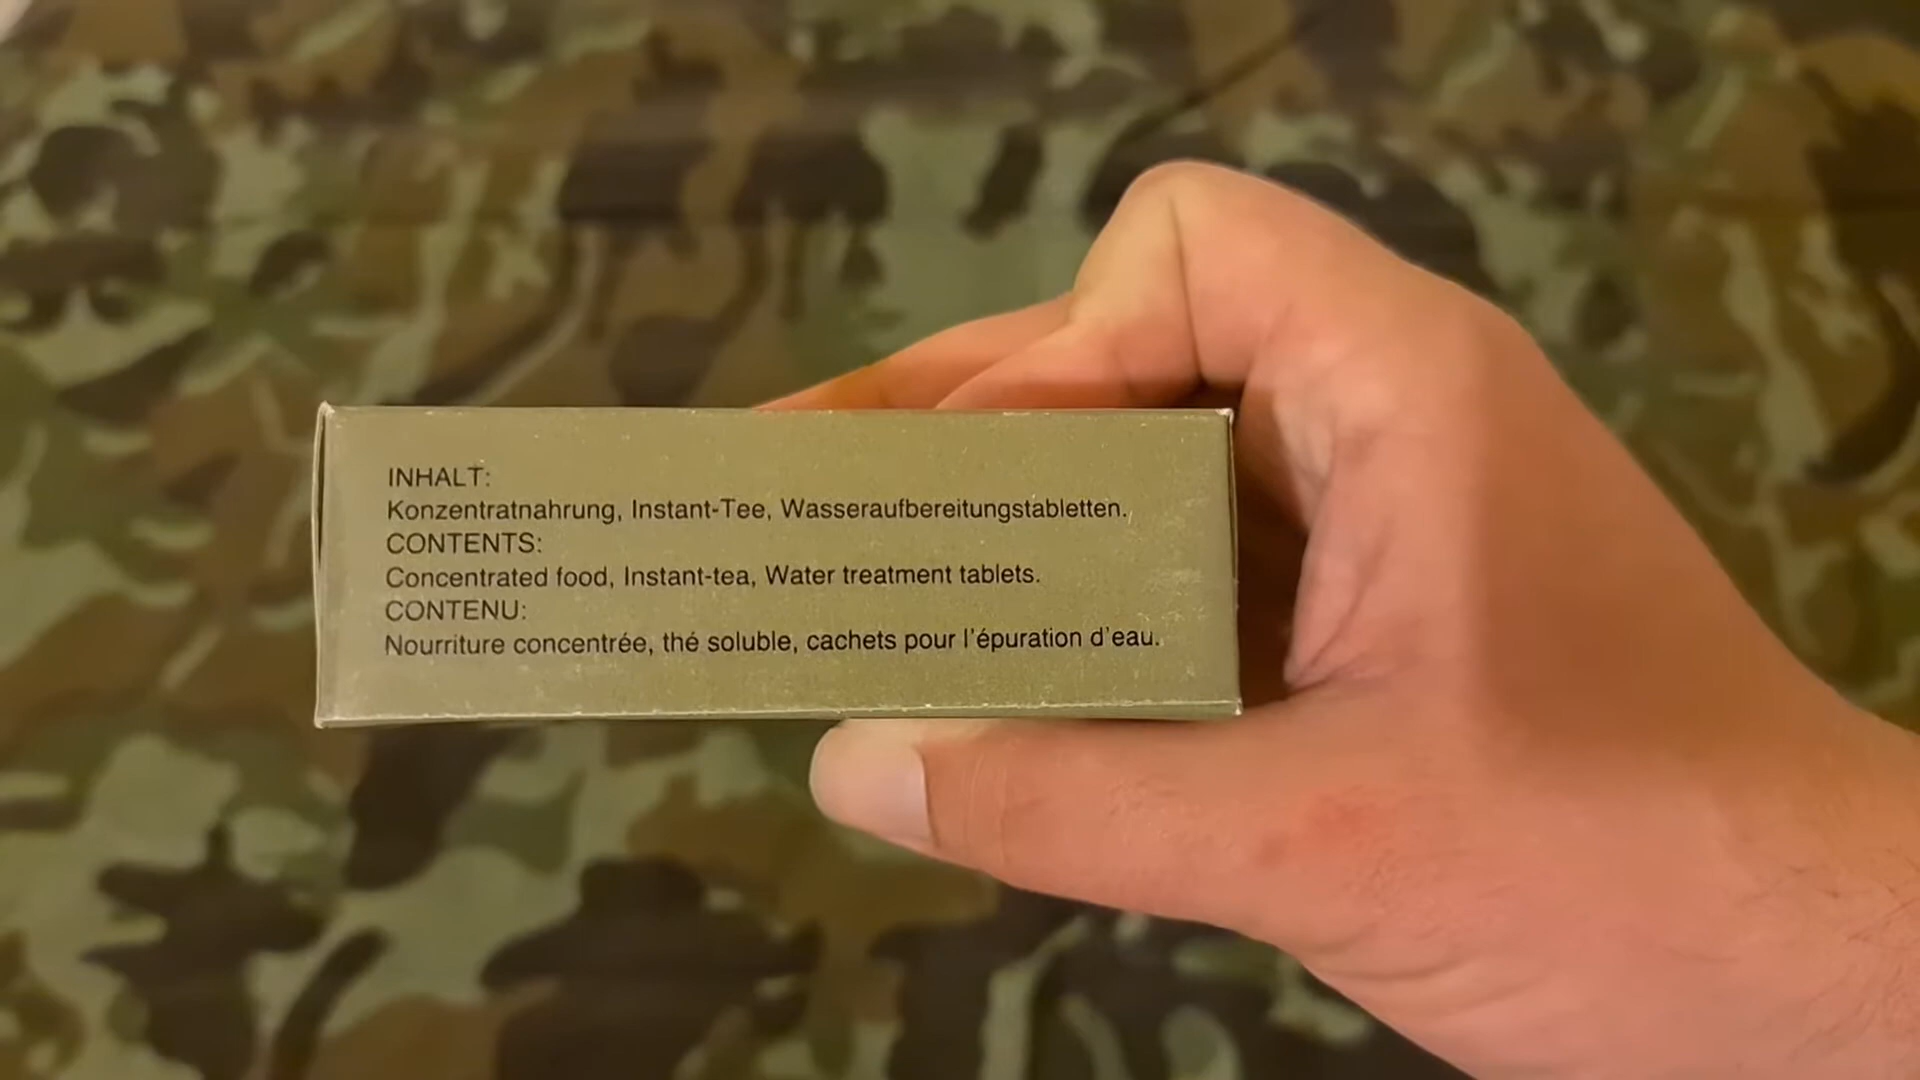 INHALT:
Konzentratnahrung, Instant-Tee, Wasseraufbereitungstabletten.
CONTENTS:
Concentrated food, Instant-tea, Water treatment tablets.
CONTENU:
Nourriture concentrée, thé soluble, cachets pour l'épuration d'eau.